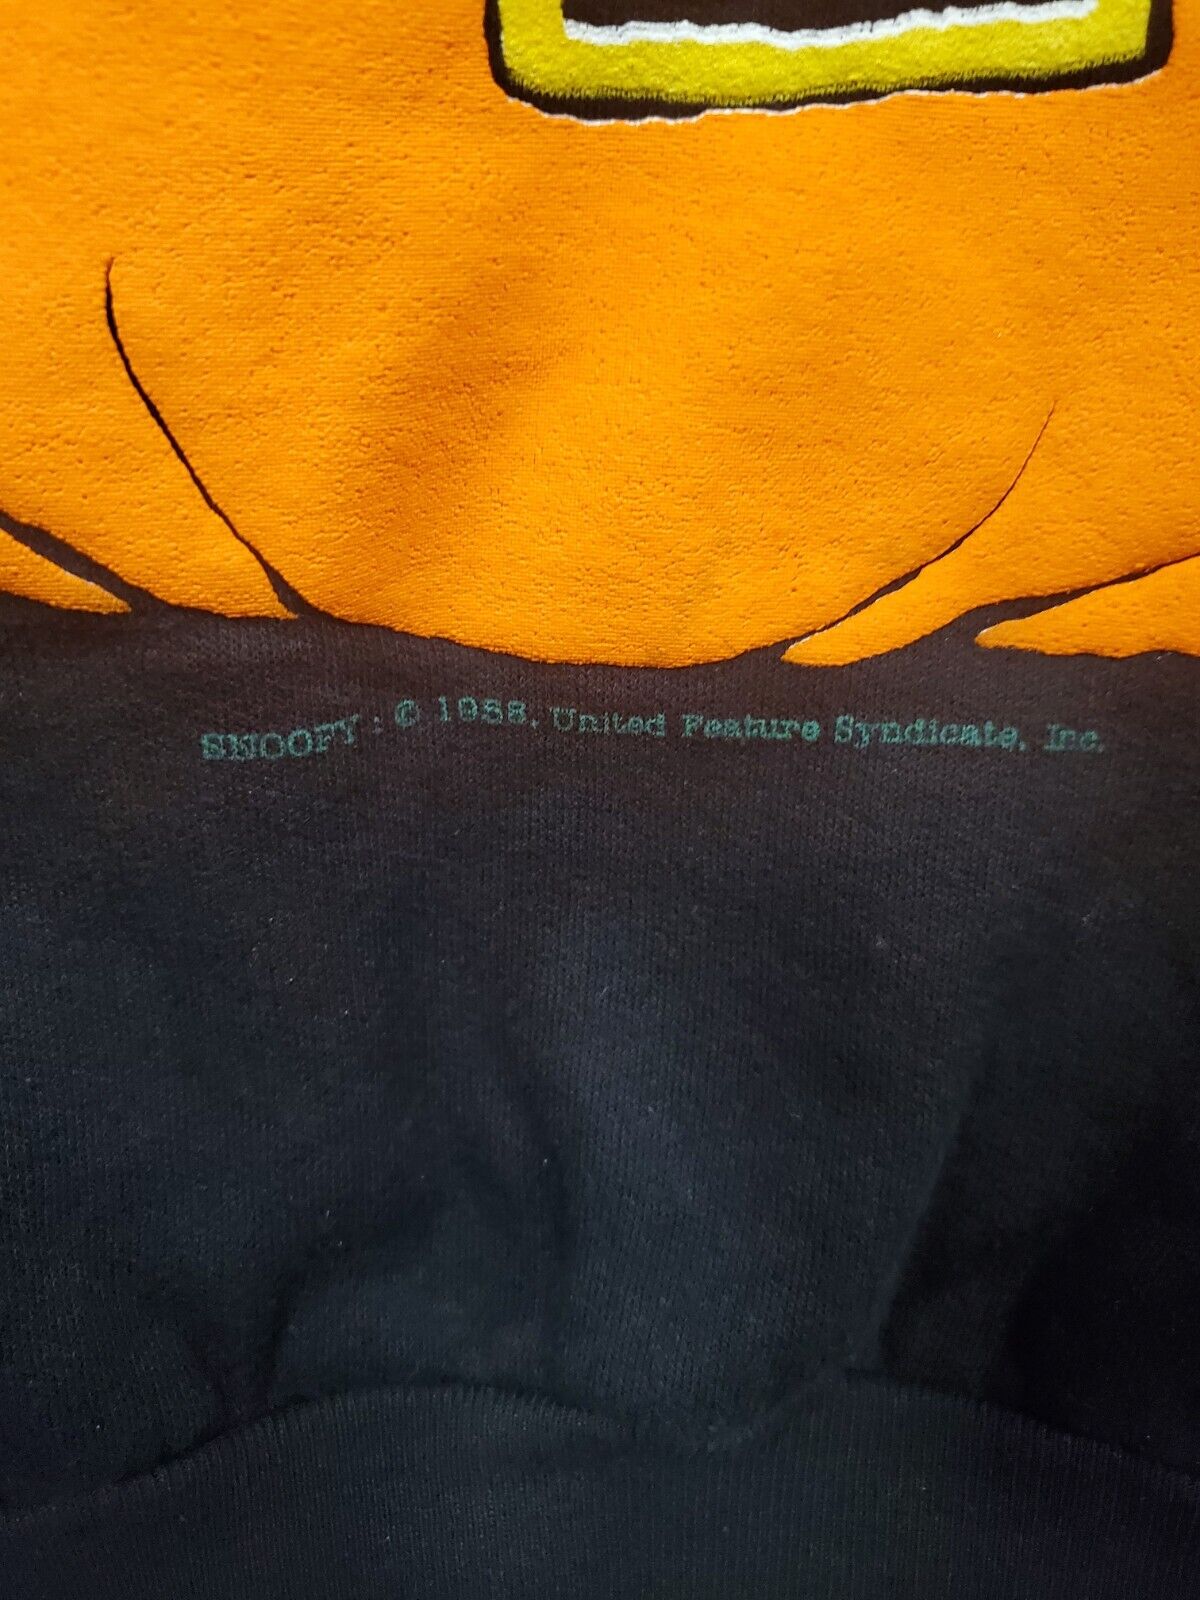 SNOOPY: © 1958, United Feature Syndicate, Inc.